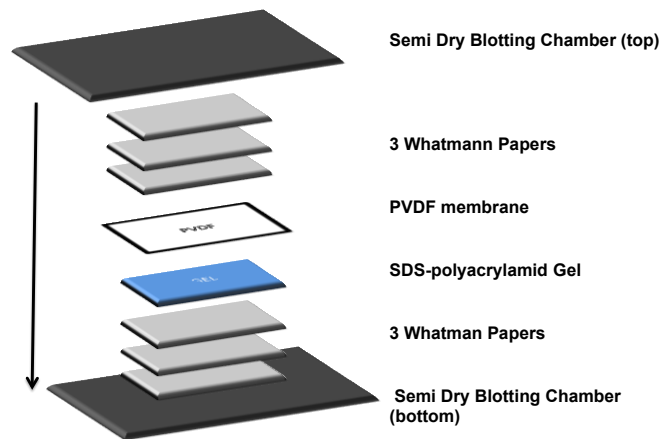 Semi Dry Blotting Chamber (top)
3 Whatmann Papers
PVDF membrane
PVDF
SDS-polyacrylamid Gel
GEL
3 Whatman Papers
Semi Dry Blotting Chamber
(bottom)